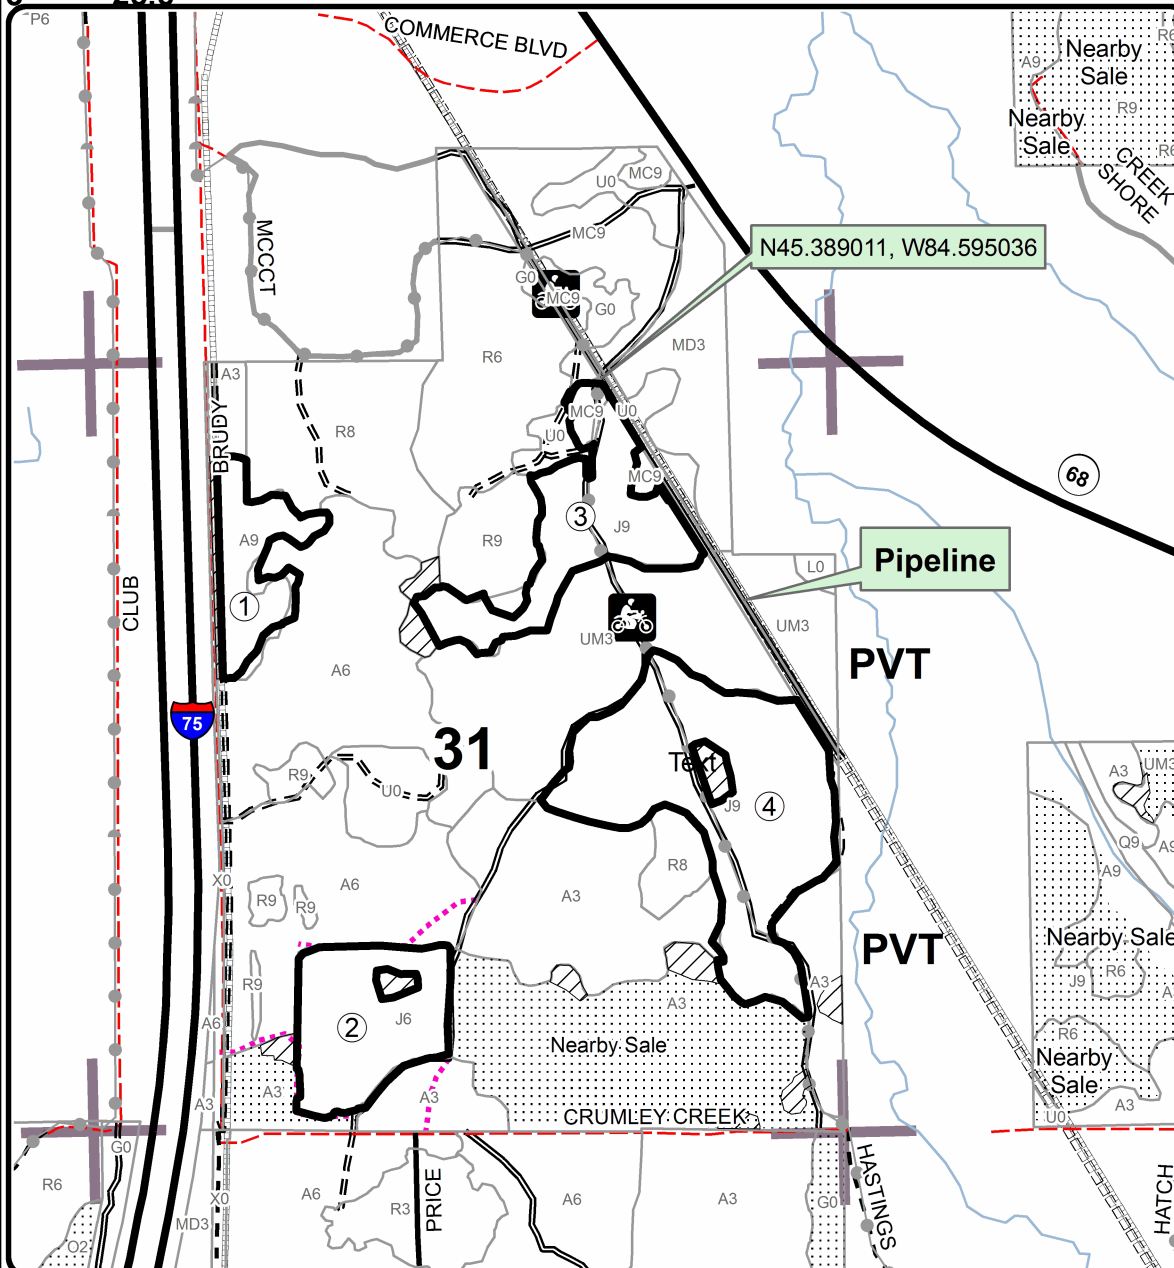 P6
COMMERCE BLVD
Nearby
Sale
A9
R9
Nearby
Sale
CREEK
SHORE
MC9
U0
MCCCT
MC9
N45.389011, W84.595036
G0
MC9
G0
R6
MD3
A3
BRUDY
R8
MC9
U0
U0
68
MC9
3
J9
A9
R9
Pipeline
L0
CLUB
1
UM3
UM3
PVT
A6
75
31
Text
UM3
A3
R9
U0
J9
4
Q9
A9
R8
X0
A6
A3
R9
R9
PVT
Nearby Sale
R9
J9
R6
A3
A3
A6
2
J6
R6
Nearby Sale
Nearby
Sale
A3
A3
A3
A3
CRUMLEY CREEK
U0
G0
HASTINGS
R6
X0
A6
R3
PRICE
A6
A3
G0
HATCH
MD3
O2